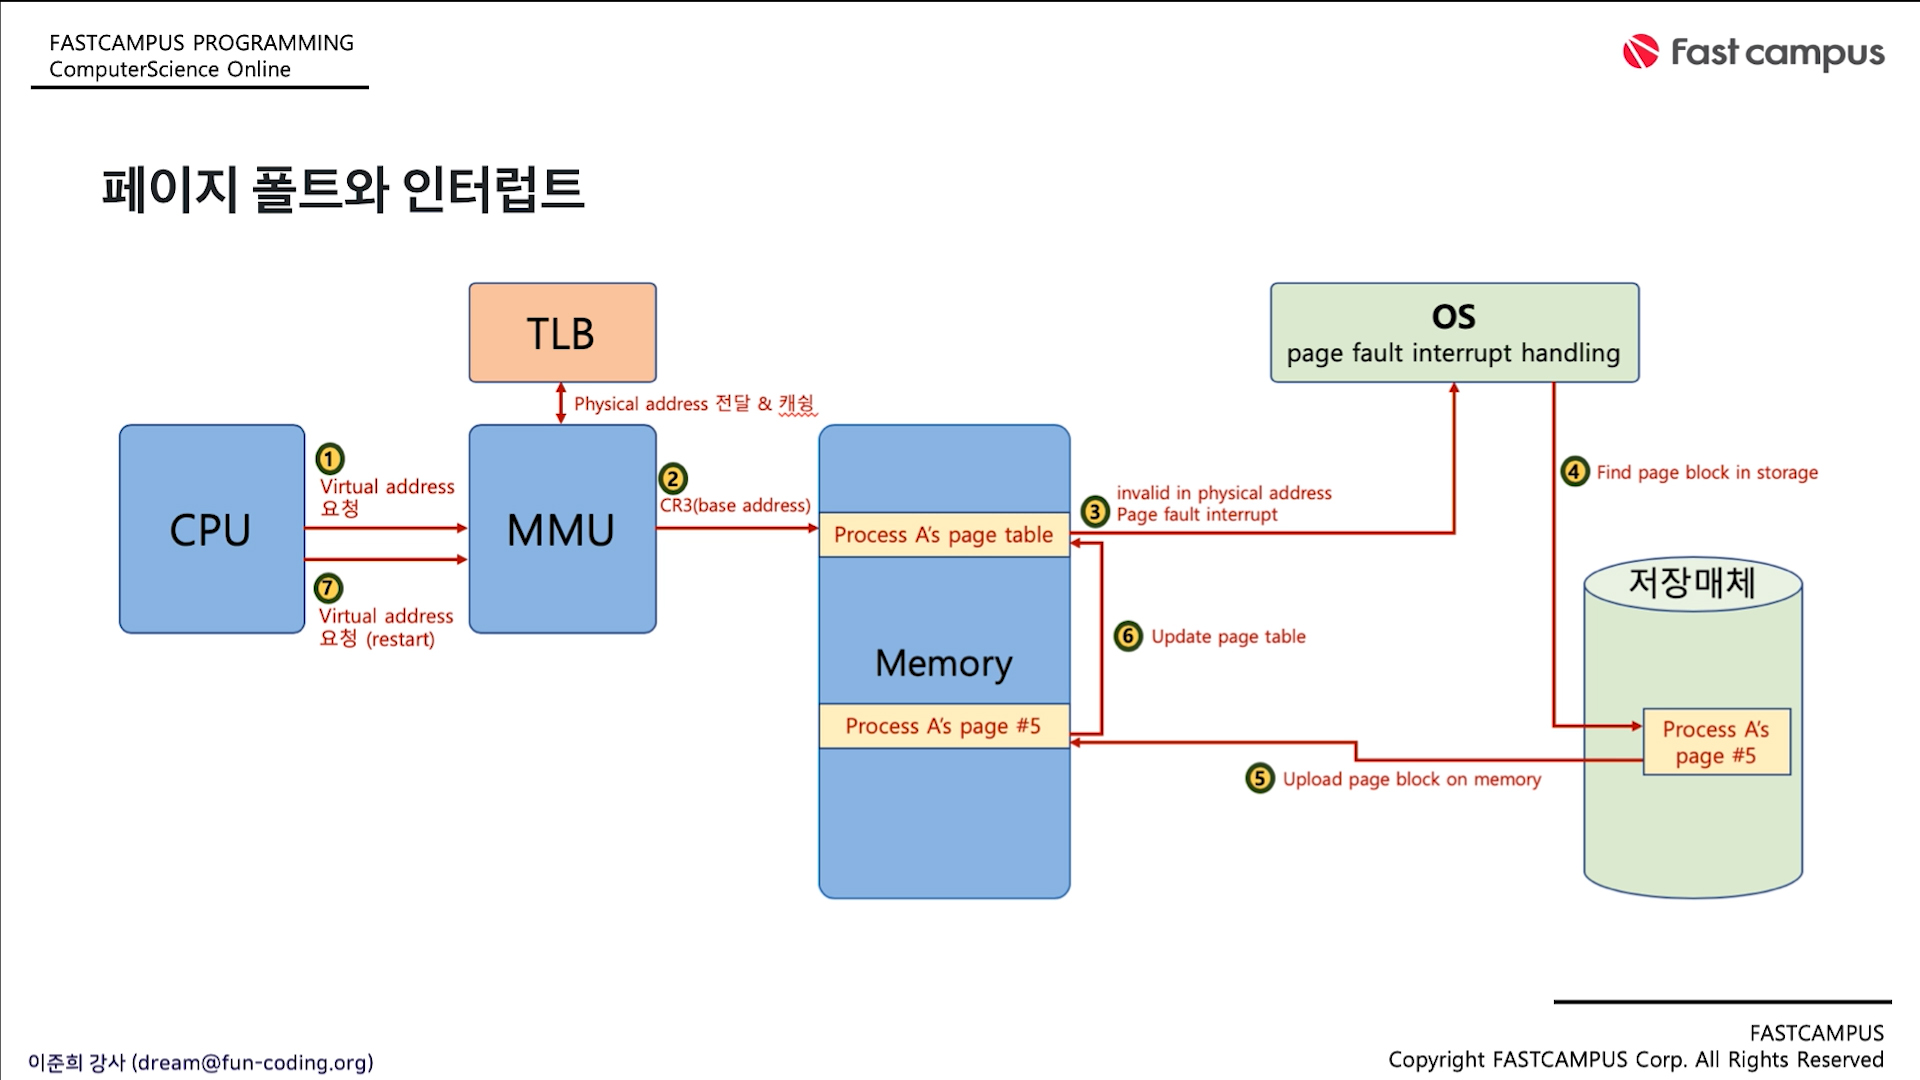 FASTCAMPUS PROGRAMMING
ComputerScience Online
Fast campus
페이지 폴트와 인터럽트
TLB
OS
page fault interrupt handling
Physical address 전달 & 캐슁
1
Virtual address
요청
CPU
7
Virtual address
요청 (restart)
MMU
2
CR3(base address)
Process A's page table
Memory
Process A's page #5
3
invalid in physical address
Page fault interrupt
4
Find page block in storage
저장매체
6
Update page table
Process A's
page #5
5
Upload page block on memory
이준희 강사 (dream@fun-coding.org)
FASTCAMPUS
Copyright FASTCAMPUS Corp. All Rights Reserved